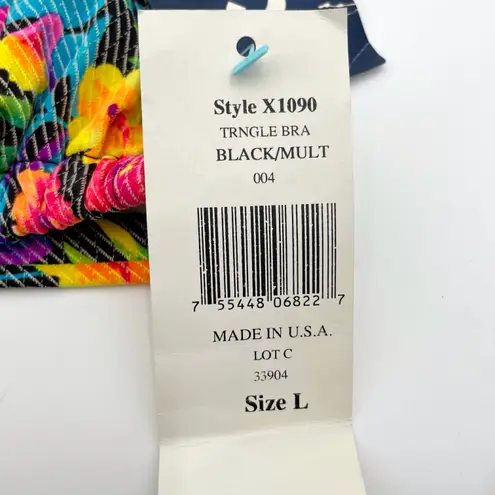 Style X1090
TRNGLE BRA
BLACK/MULT
004
7 55448 06822 7
MADE IN U.S.A.
LOT C
33904
Size L